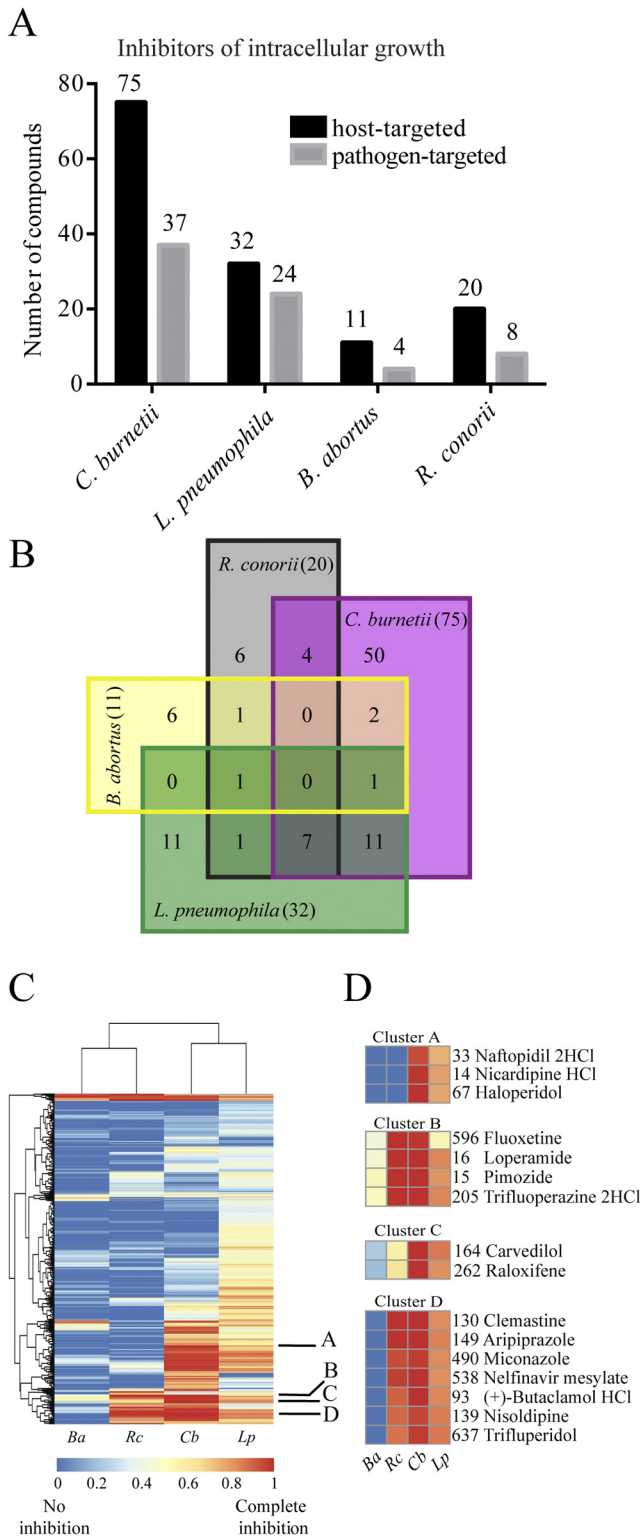 A
Inhibitors of intracellular growth
Number of compounds
80
60
40
20
0
host-targeted
pathogen-targeted
75
37
32
24
11
4
20
8
C. burnetii
L. pneumophila
B. abortus
R. conorii
B
R. conorii (20)
C. burnetii (75)
B. abortus (11)
L. pneumophila (32)
6 4 50
6 1 0 2
0 1 0 1
11 1 7 11
C
A
B
C
D
Ba Rc Cb Lp
0 0.2 0.4 0.6 0.8 1
No inhibition
Complete inhibition
D
Cluster A
33 Naftopidil 2HCl
14 Nicardipine HCl
67 Haloperidol
Cluster B
596 Fluoxetine
16 Loperamide
15 Pimozide
205 Trifluoperazine 2HCl
Cluster C
164 Carvedilol
262 Raloxifene
Cluster D
130 Clemastine
149 Aripiprazole
490 Miconazole
538 Nelfinavir mesylate
93 (+)-Butaclamol HCl
139 Nisoldipine
637 Trifluperidol
Ba Rc Cb Lp